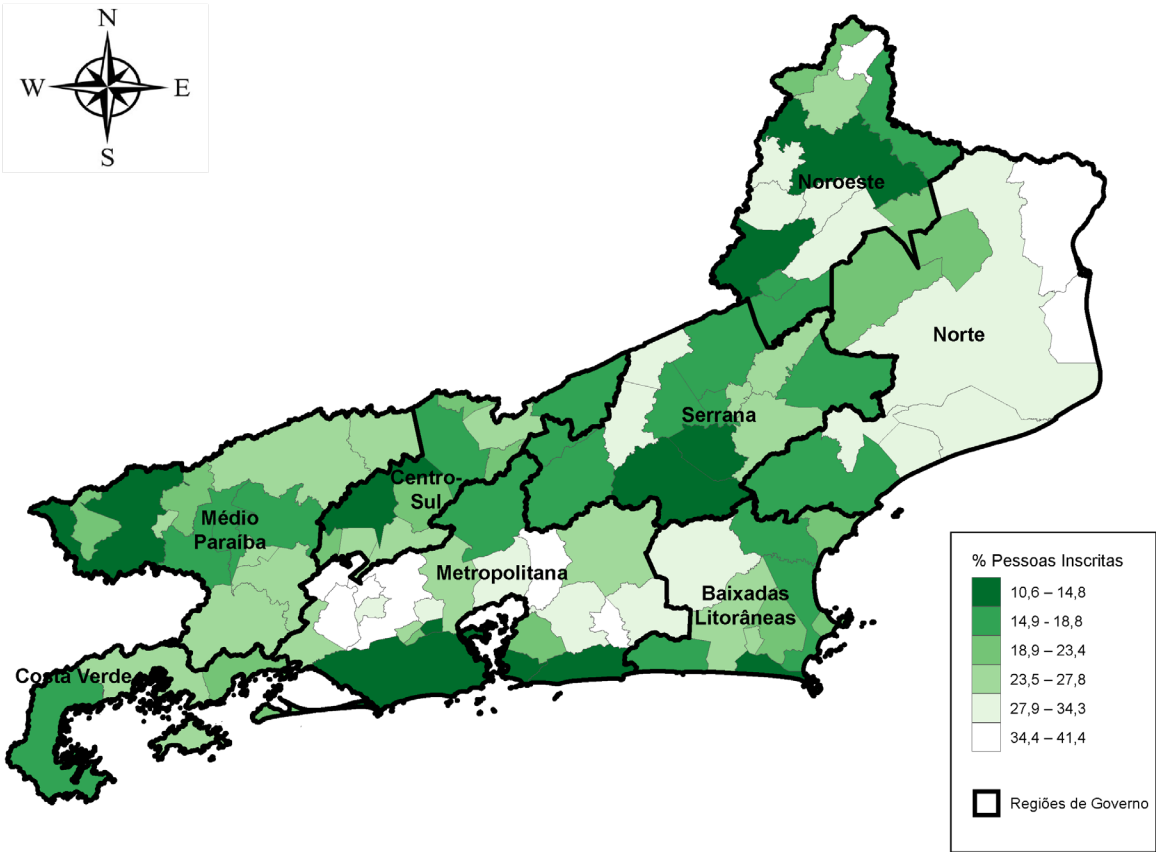 N
W
E
S
Noroeste
Norte
Serrana
Centro-
Sul
Médio
Paraíba
Metropolitana
Baixadas
Litorâneas
Costa Verde
% Pessoas Inscritas
10,6 – 14,8
14,9 - 18,8
18,9 – 23,4
23,5 – 27,8
27,9 – 34,3
34,4 – 41,4
Regiões de Governo